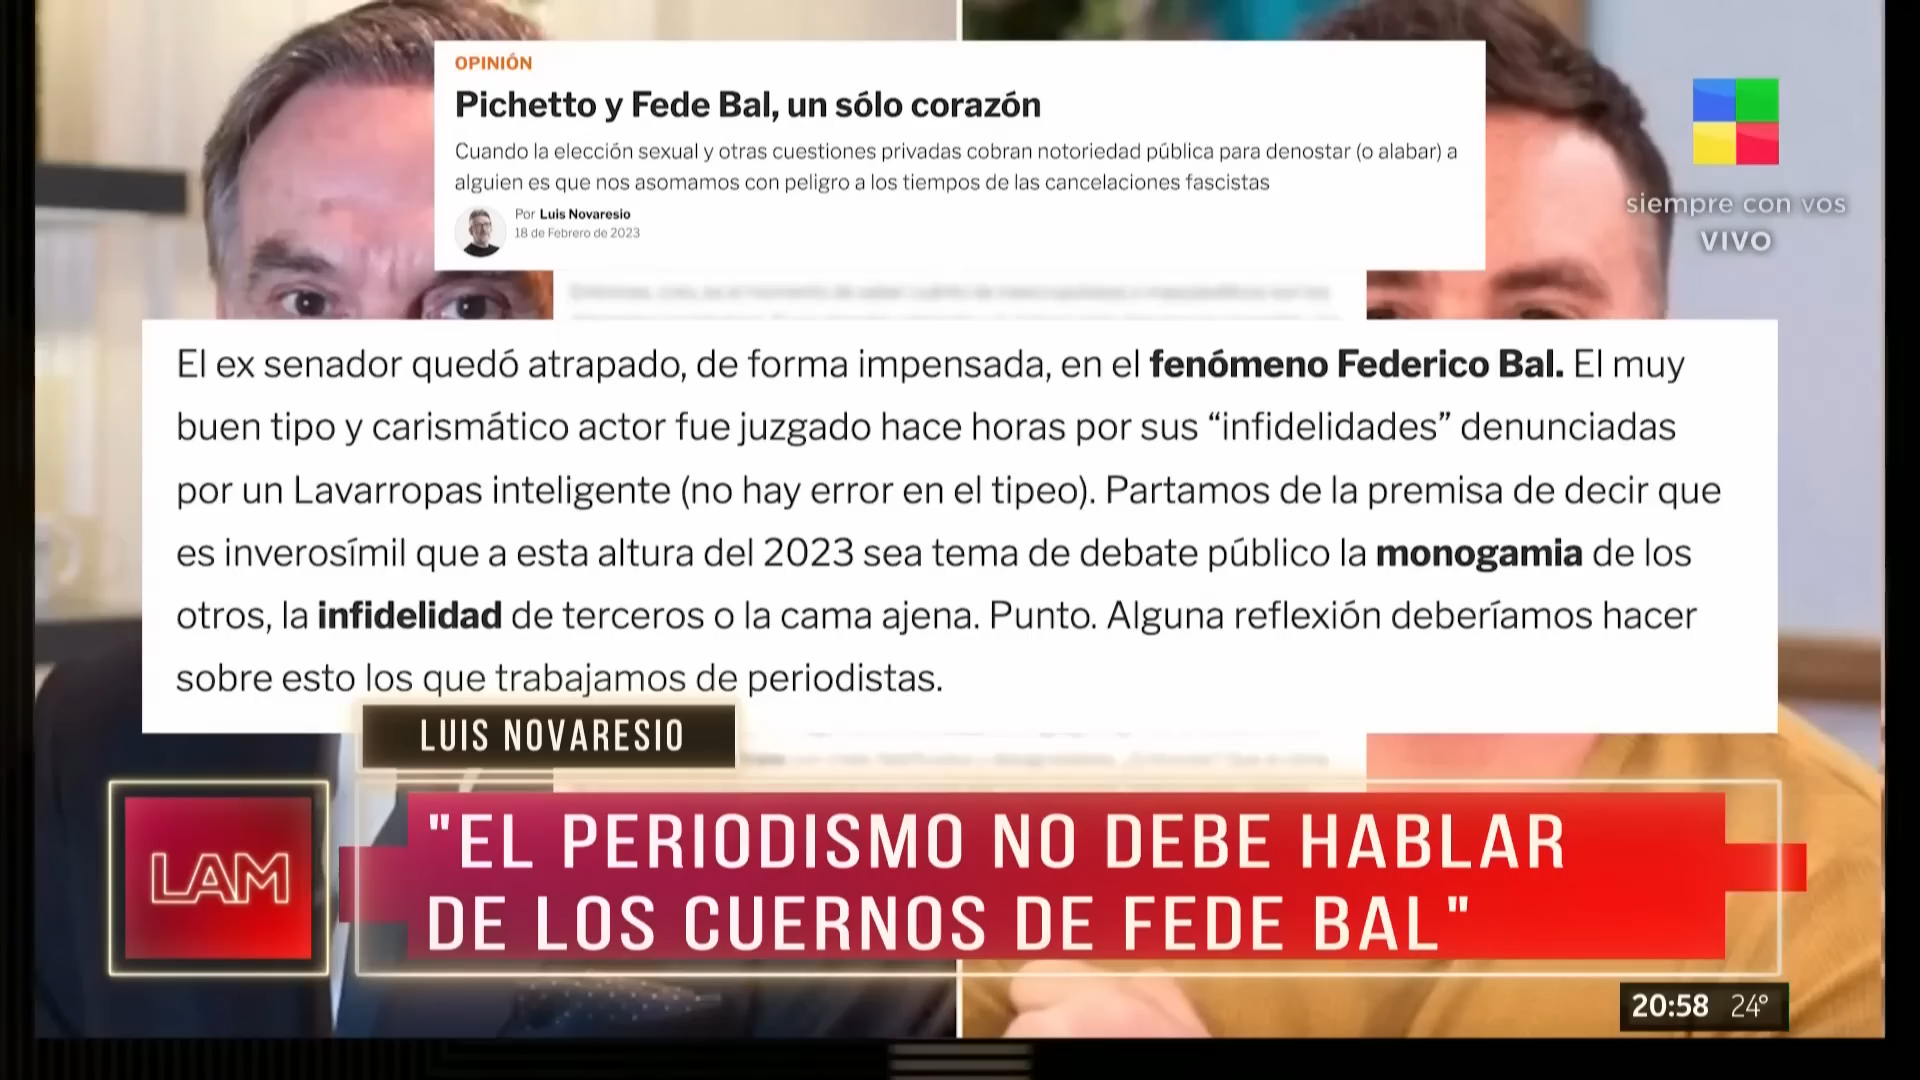 OPINIÓN
Pichetto y Fede Bal, un sólo corazón
Cuando la elección sexual y otras cuestiones privadas cobran notoriedad pública para denostar (o alabar) a
alguien es que nos asomamos con peligro a los tiempos de las cancelaciones fascistas
Por Luis Novaresio
18 de Febrero de 2023
siempre con vos
VIVO
El ex senador quedó atrapado, de forma impensada, en el fenómeno Federico Bal. El muy
buen tipo y carismático actor fue juzgado hace horas por sus “infidelidades” denunciadas
por un Lavarropas inteligente (no hay error en el tipeo). Partamos de la premisa de decir que
es inverosímil que a esta altura del 2023 sea tema de debate público la monogamia de los
otros, la infidelidad de terceros o la cama ajena. Punto. Alguna reflexión deberíamos hacer
sobre esto los que trabajamos de periodistas.
LUIS NOVARESIO
LAM
"EL PERIODISMO NO DEBE HABLAR
DE LOS CUERNOS DE FEDE BAL"
20:58 24°